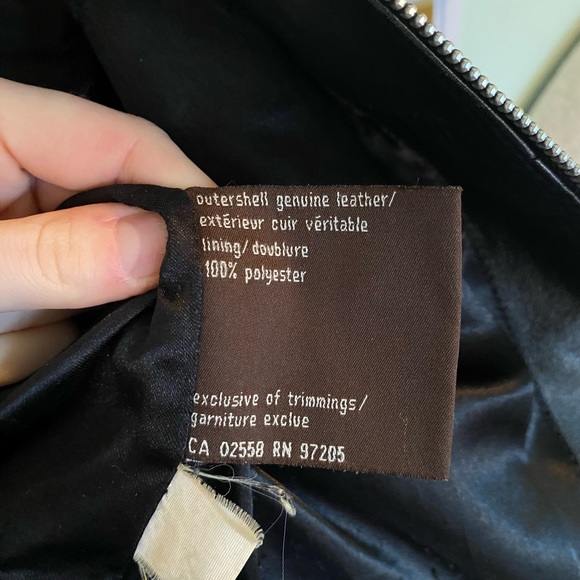 outershell genuine leather/
extérieur cuir véritable
lining/doublure
100% polyester
exclusive of trimmings/
garniture exclue
CA 02558 RN 97205